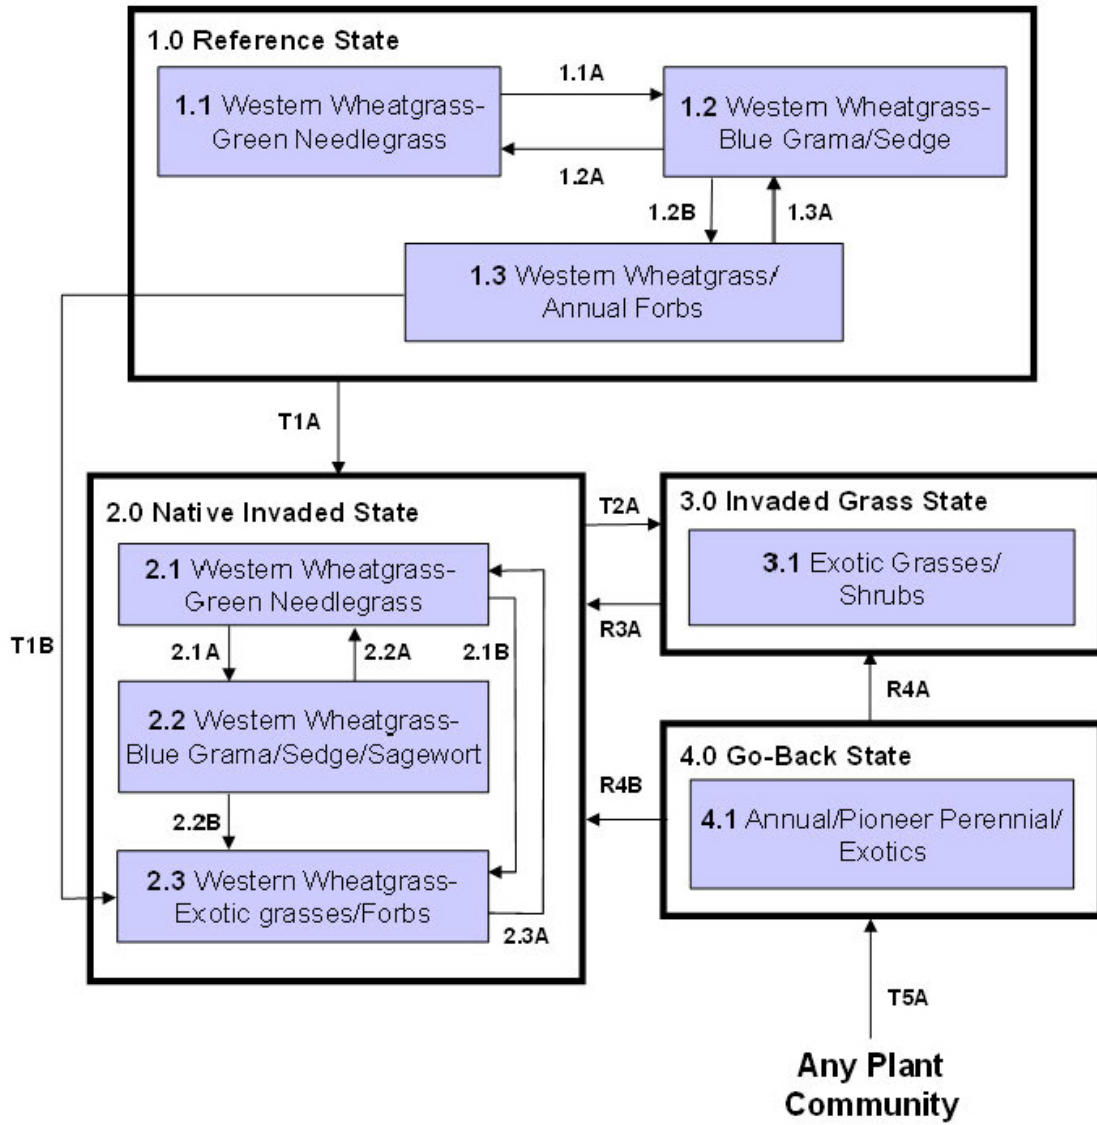 1.0 Reference State
1.1 Western Wheatgrass-
Green Needlegrass
1.1A
1.2 Western Wheatgrass-
Blue Grama/Sedge
1.2A
1.2B
1.3A
1.3 Western Wheatgrass/
Annual Forbs
T1A
T1B
2.0 Native Invaded State
2.1 Western Wheatgrass-
Green Needlegrass
2.1A
2.2A
2.1B
2.2 Western Wheatgrass-
Blue Grama/Sedge/Sagewort
2.2B
2.3 Western Wheatgrass-
Exotic grasses/Forbs
2.3A
T2A
R3A
3.0 Invaded Grass State
3.1 Exotic Grasses/
Shrubs
R4A
R4B
4.0 Go-Back State
4.1 Annual/Pioneer Perennial/
Exotics
T5A
Any Plant
Community